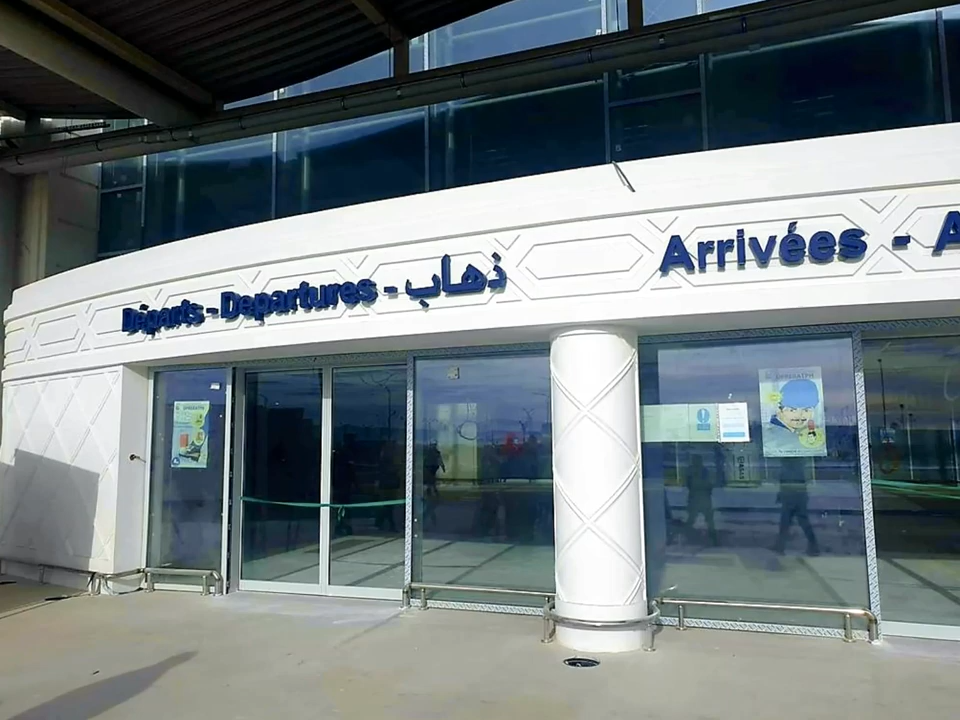 Départs - Departures - ذهاب
Arrivées - A